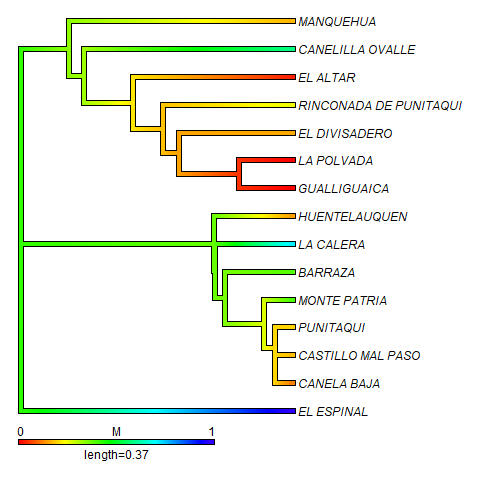 MANQUEHUA
CANELILLA OVALLE
EL ALTAR
RINCONADA DE PUNITAQUI
EL DIVISADERO
LA POLVADA
GUALLIGUAICA
HUENTELAUQUEN
LA CALERA
BARRAZA
MONTE PATRIA
PUNITAQUI
CASTILLO MAL PASO
CANELA BAJA
EL ESPINAL
0 M 1
length=0.37